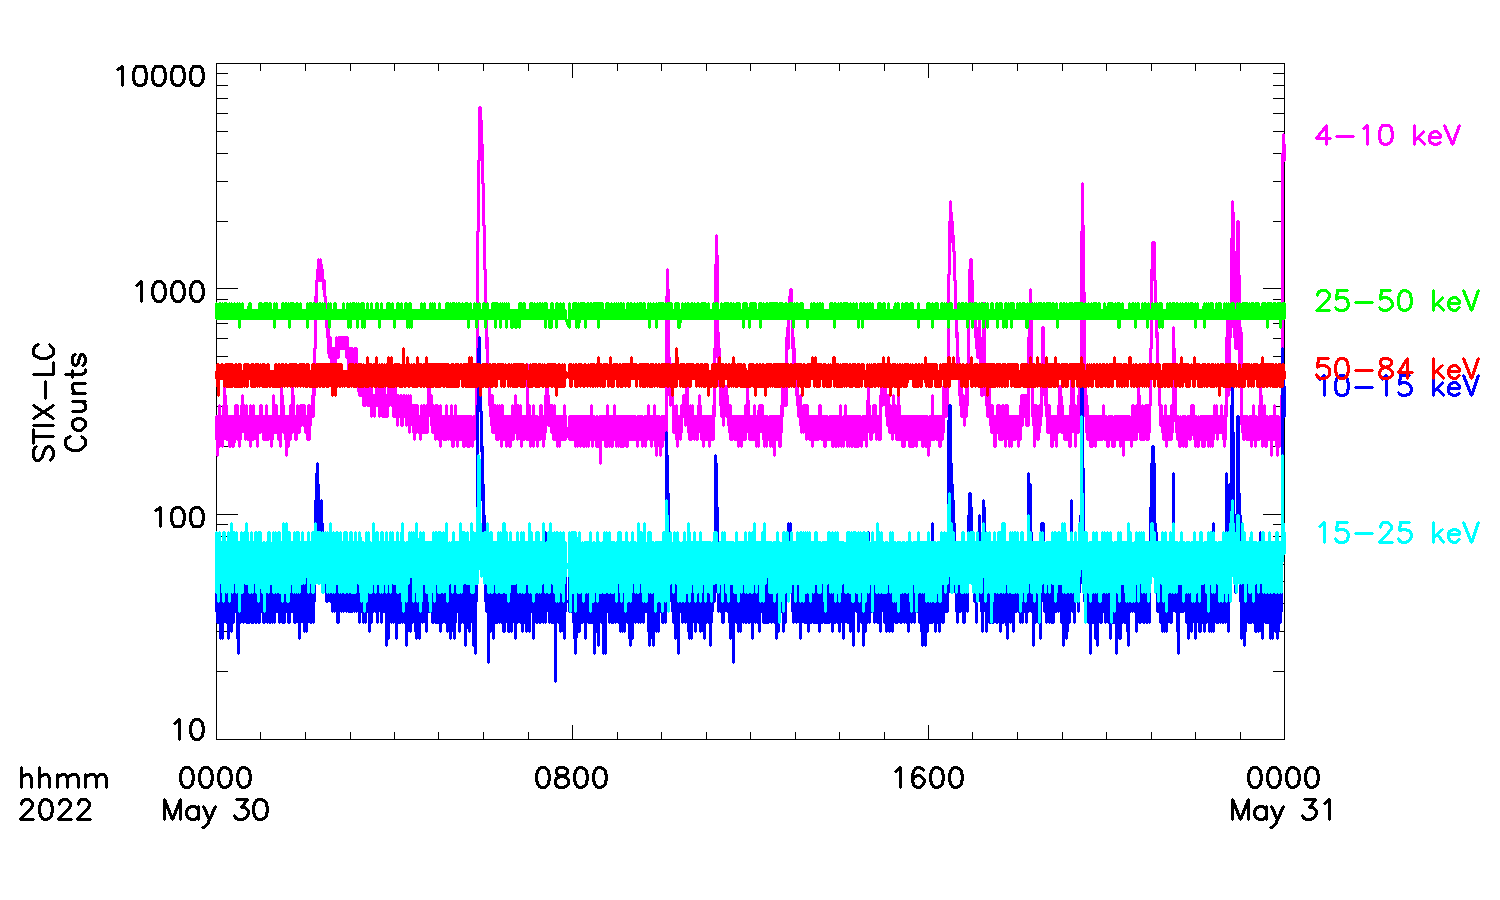 10000
4-10 keV
1000
25-50 keV
STIX-LC
Counts
50-84 keV
10-15 keV
100
15-25 keV
10
hhmm 0000 0800 1600 0000
2022 May 30 May 31